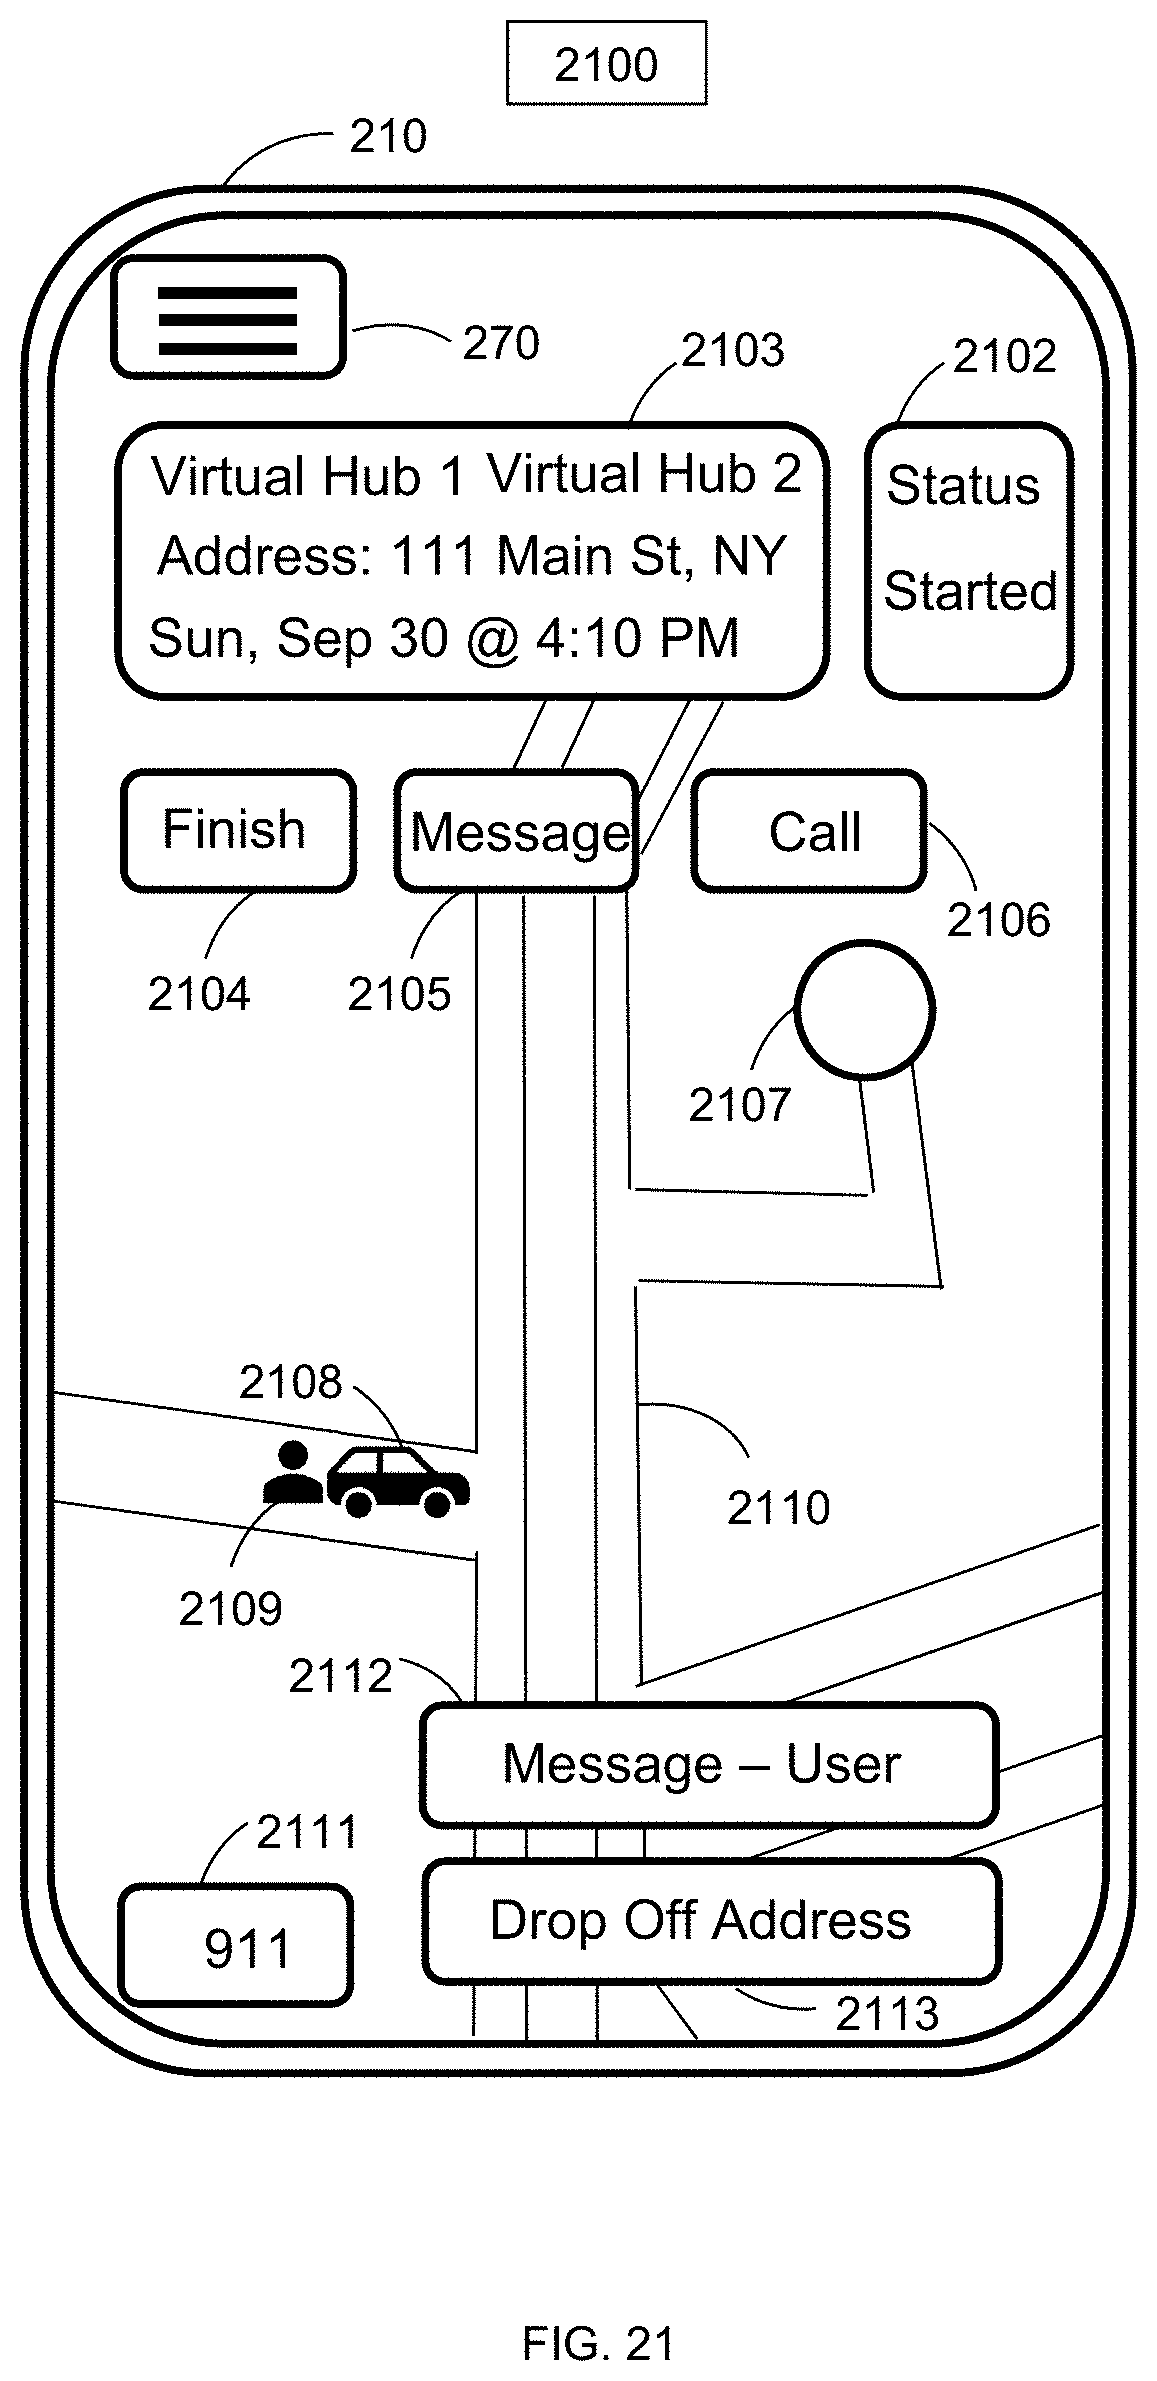 2100
210
270
2103
2102
Virtual Hub 1 Virtual Hub 2
Address: 111 Main St, NY
Sun, Sep 30 @ 4:10 PM
Status
Started
Finish
Message
Call
2104
2105
2106
2107
2108
2110
2109
2112
Message – User
2111
911
Drop Off Address
2113
FIG. 21